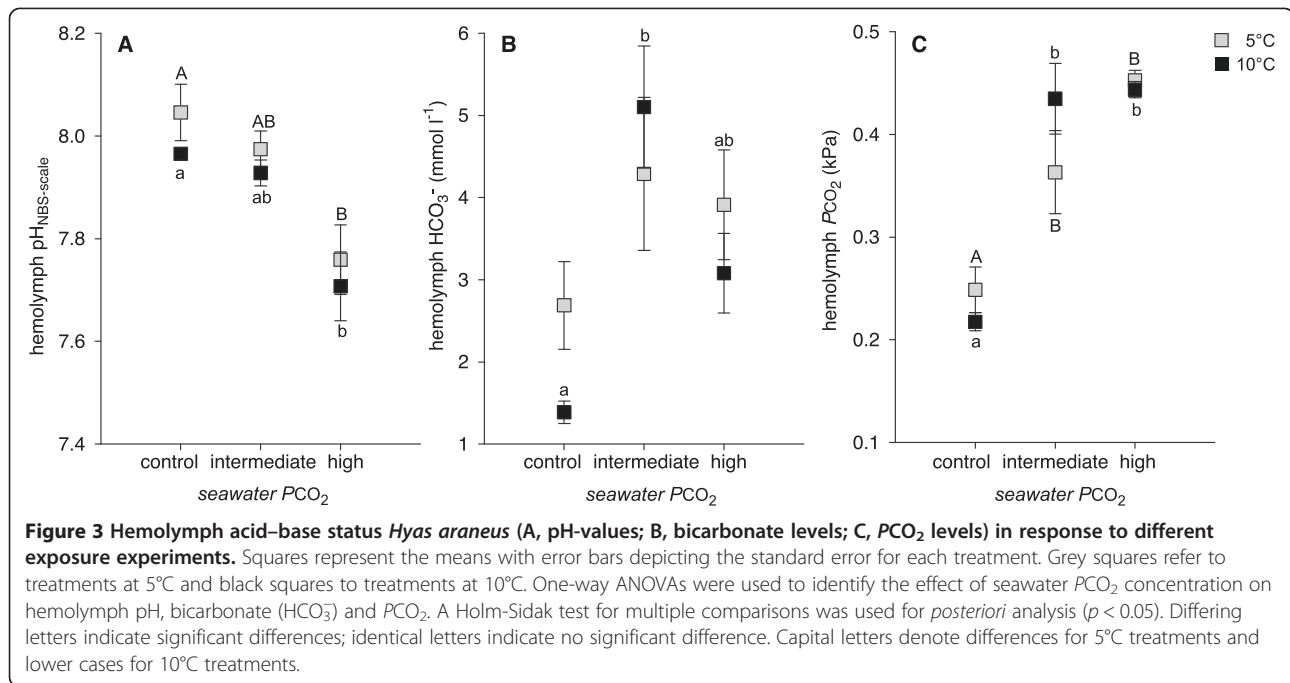 A
8.2
8.0
7.8
7.6
7.4
hemolymph pH NBS-scale
A
AB
B
a
ab
b
control intermediate high
seawater PCO2
B
6
5
4
3
2
1
hemolymph HCO3- (mmol l-1)
b
ab
a
control intermediate high
seawater PCO2
C
0.5
0.4
0.3
0.2
0.1
hemolymph PCO2 (kPa)
b
B
b
B
A
a
control intermediate high
seawater PCO2
5°C
10°C
Figure 3 Hemolymph acid–base status Hyas araneus (A, pH-values; B, bicarbonate levels; C, PCO2 levels) in response to different
exposure experiments. Squares represent the means with error bars depicting the standard error for each treatment. Grey squares refer to
treatments at 5°C and black squares to treatments at 10°C. One-way ANOVAs were used to identify the effect of seawater PCO2 concentration on
hemolymph pH, bicarbonate (HCO3-) and PCO2. A Holm-Sidak test for multiple comparisons was used for posteriori analysis (p < 0.05). Differing
letters indicate significant differences; identical letters indicate no significant difference. Capital letters denote differences for 5°C treatments and
lower cases for 10°C treatments.